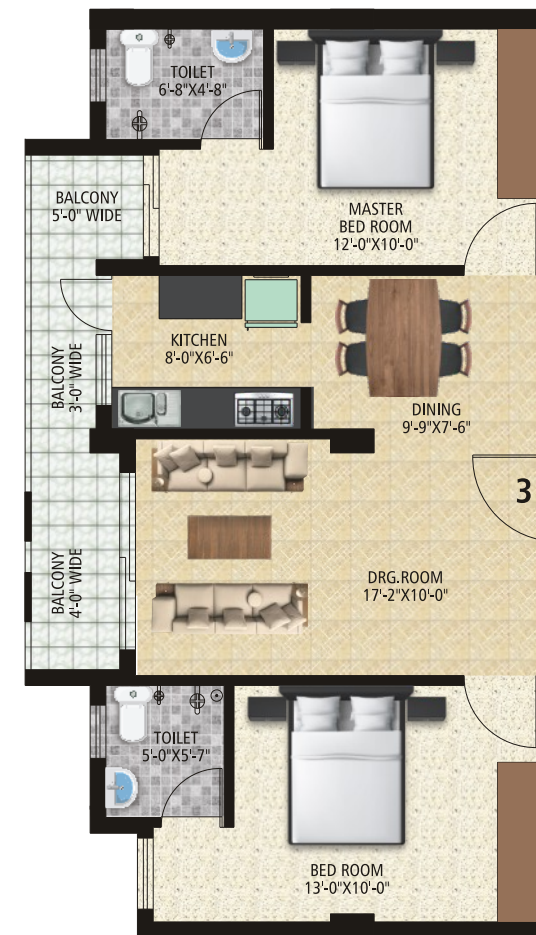 TOILET
6'-8"X4'-8"
BALCONY
5'-0" WIDE
MASTER
BED ROOM
12'-0"X10'-0"
KITCHEN
8'-0"X6'-6"
BALCONY
3'-0" WIDE
DINING
9'-9"X7'-6"
3
DRG.ROOM
17'-2"X10'-0"
BALCONY
4'-0" WIDE
TOILET
5'-0"X5'-7"
BED ROOM
13'-0"X10'-0"